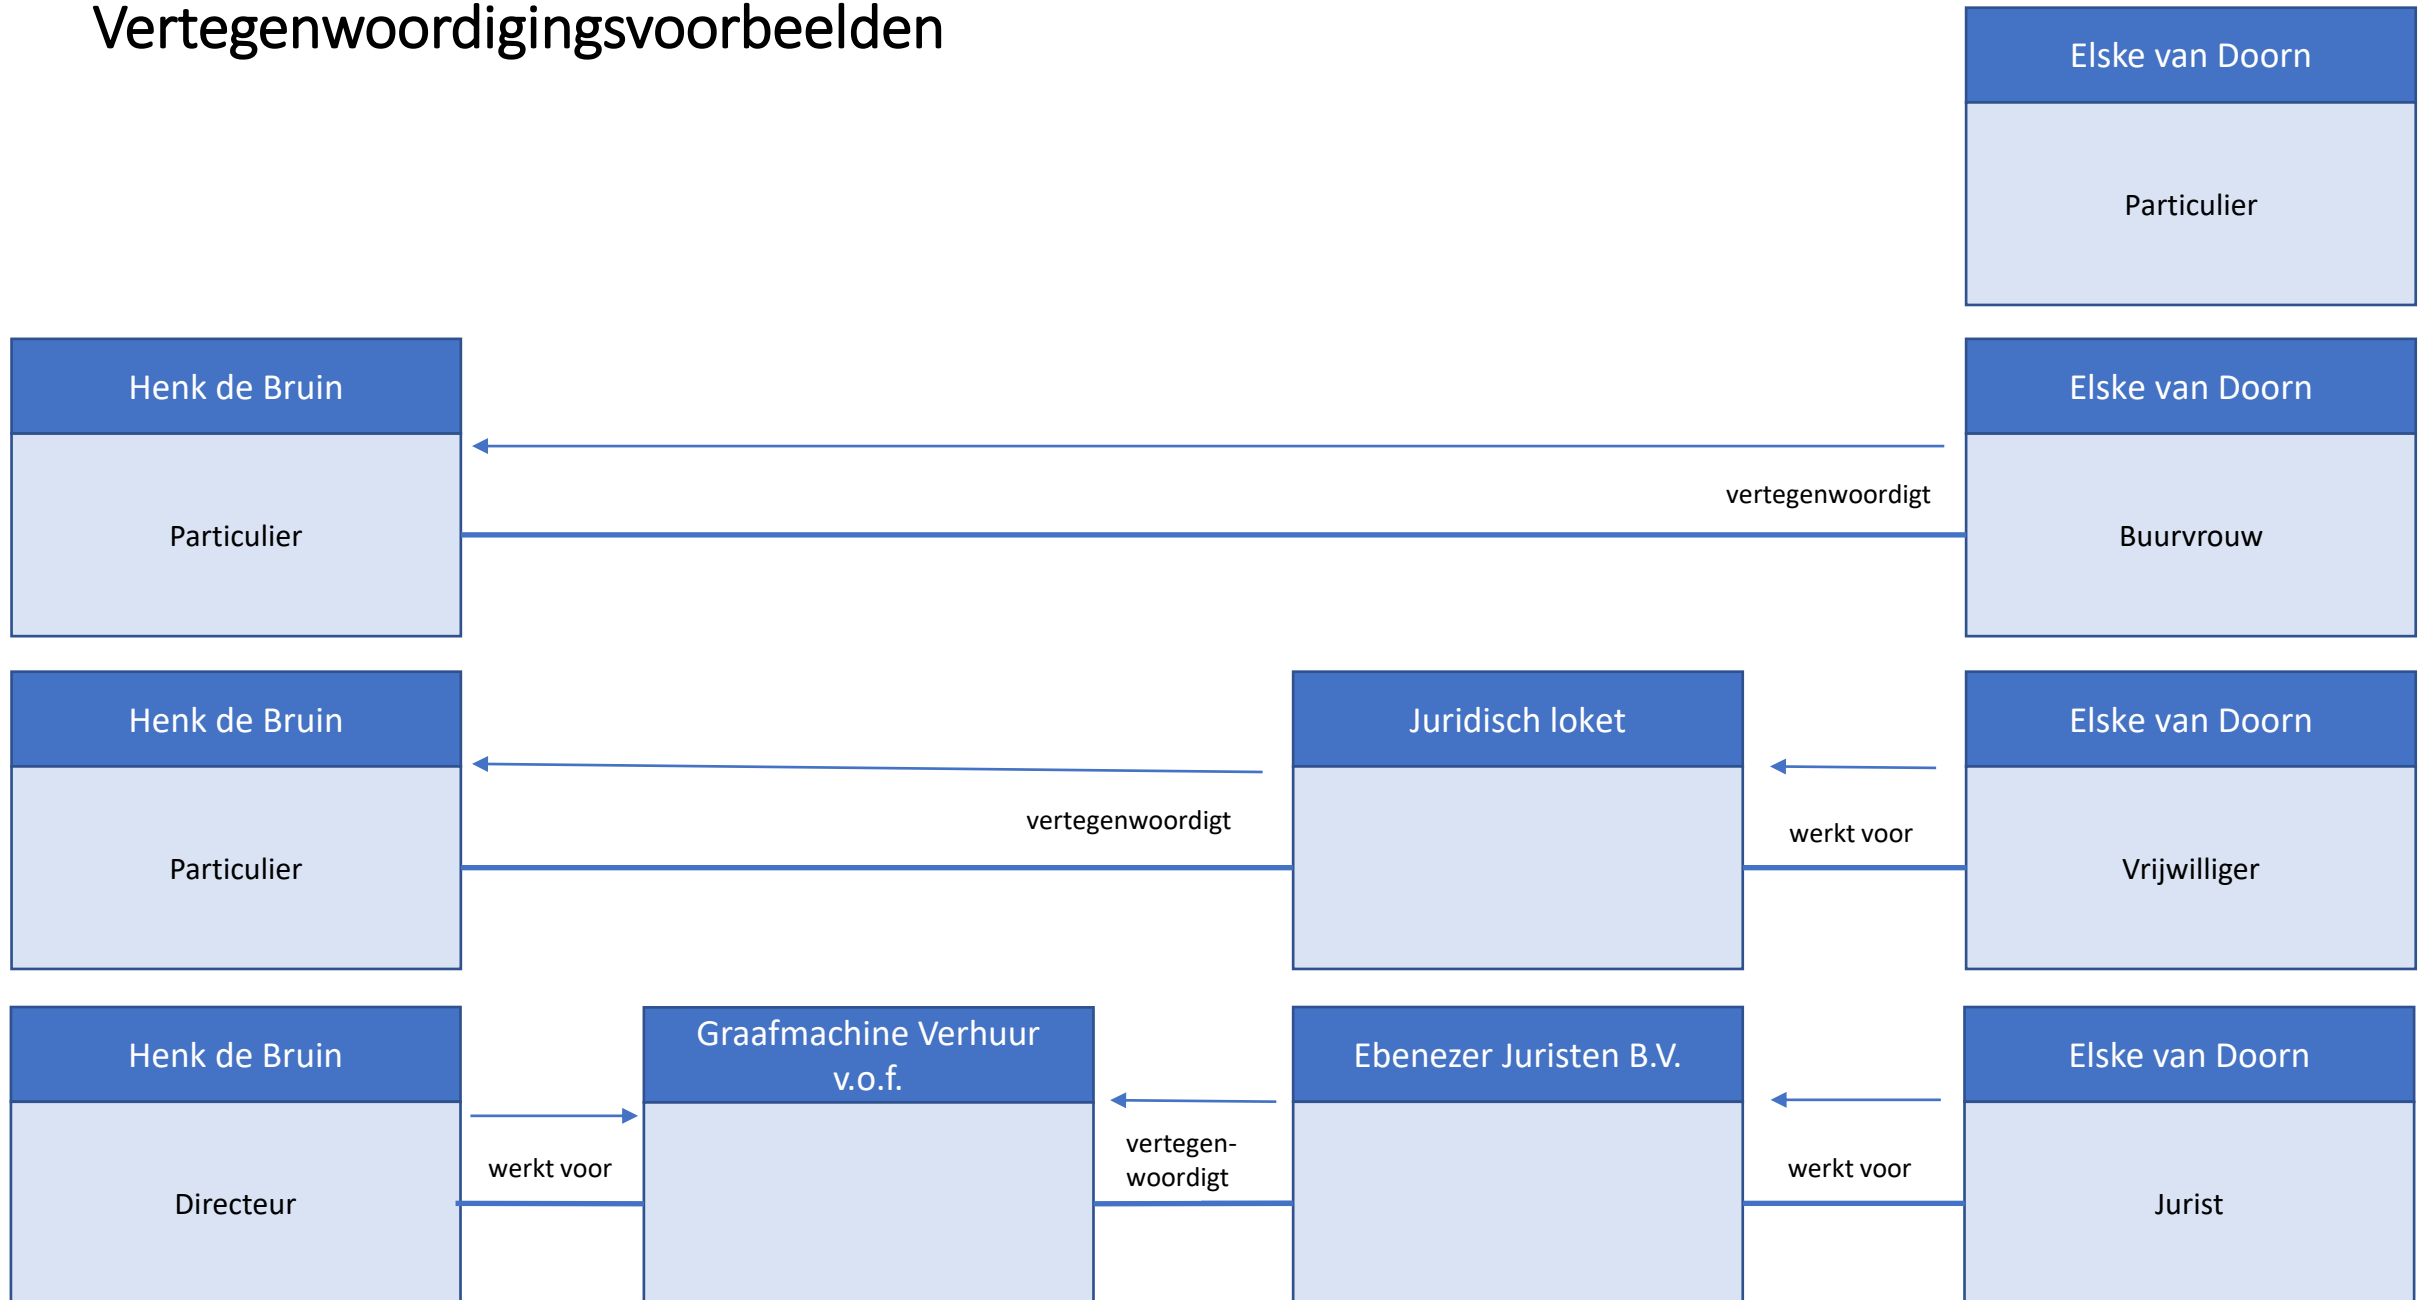 Vertegenwoordigingsvoorbeelden
Elske van Doorn
Particulier
Henk de Bruin
Elske van Doorn
vertegenwoordigt
Particulier
Buurvrouw
Henk de Bruin
Juridisch loket
Elske van Doorn
vertegenwoordigt
werkt voor
Particulier
Vrijwilliger
Henk de Bruin
Graafmachine Verhuur
v.o.f.
Ebenezer Juristen B.V.
Elske van Doorn
werkt voor
vertegen-
woordigt
werkt voor
Directeur
Jurist